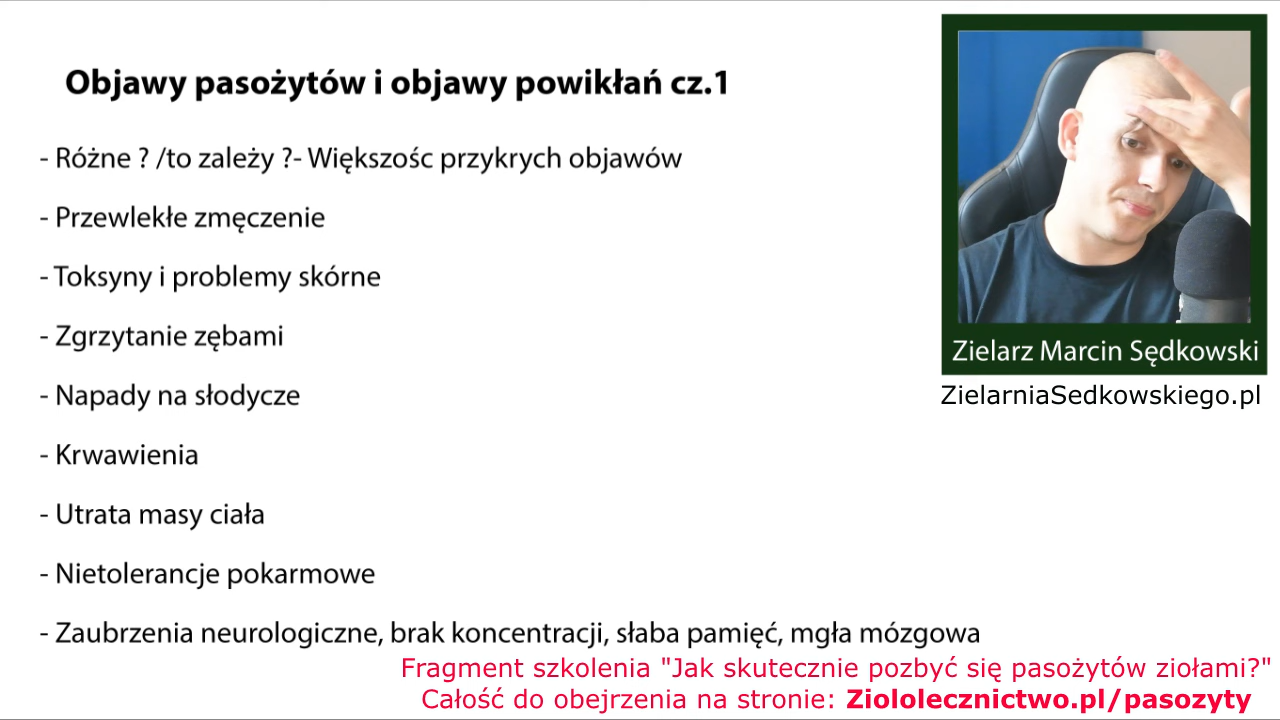 Objawy pasożytów i objawy powikłań cz.1
- Różne ? /to zależy ?- Większośc przykrych objawów
- Przewlekłe zmęczenie
- Toksyny i problemy skórne
- Zgrzytanie zębami
- Napady na słodycze
- Krwawienia
- Utrata masy ciała
- Nietolerancje pokarmowe
- Zaubrzenia neurologiczne, brak koncentracji, słaba pamięć, mgła mózgowa
Zielarz Marcin Sędkowski
ZielarniaSedkowskiego.pl
Fragment szkolenia "Jak skutecznie pozbyć się pasożytów ziołami?"
Całość do obejrzenia na stronie: Ziololecznictwo.pl/pasozyty